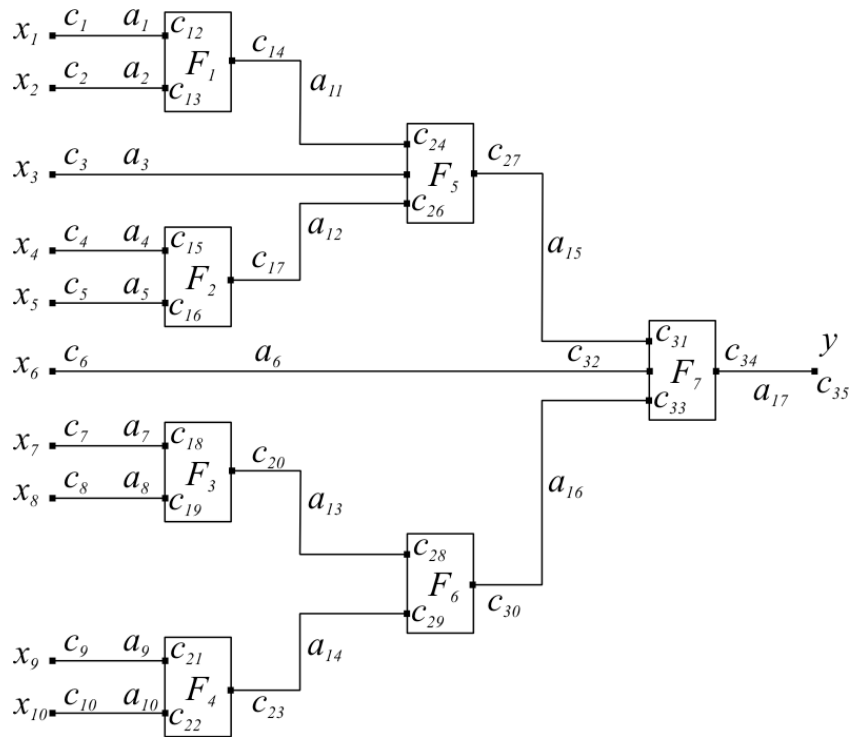 x₁ c₁ a₁ c₁₂ F₁ c₁₄
x₂ c₂ a₂ c₁₃ a₁₁
x₃ c₃ a₃ c₂₄ F₅ c₂₇
c₂₆
x₄ c₄ a₄ c₁₅ F₂ c₁₇ a₁₂ a₁₅
x₅ c₅ a₅ c₁₆
x₆ c₆ a₆ c₃₂ c₃₁ F₇ c₃₄ y
c₃₃ a₁₇ c₃₅
x₇ c₇ a₇ c₁₈ F₃ c₂₀
x₈ c₈ a₈ c₁₉ a₁₃ a₁₆
c₂₈ F₆ c₃₀
c₂₉
x₉ c₉ a₉ c₂₁ F₄ c₂₃ a₁₄
x₁₀ c₁₀ a₁₀ c₂₂